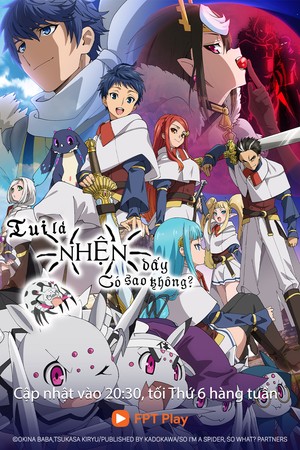 Tui là
NHỆN
đấy
Có sao không?
Cập nhật vào 20:30, tối Thứ 6 hàng tuần
FPT Play
©OKINA BABA,TSUKASA KIRYU/PUBLISHED BY KADOKAWA/SO I'M A SPIDER, SO WHAT? PARTNERS